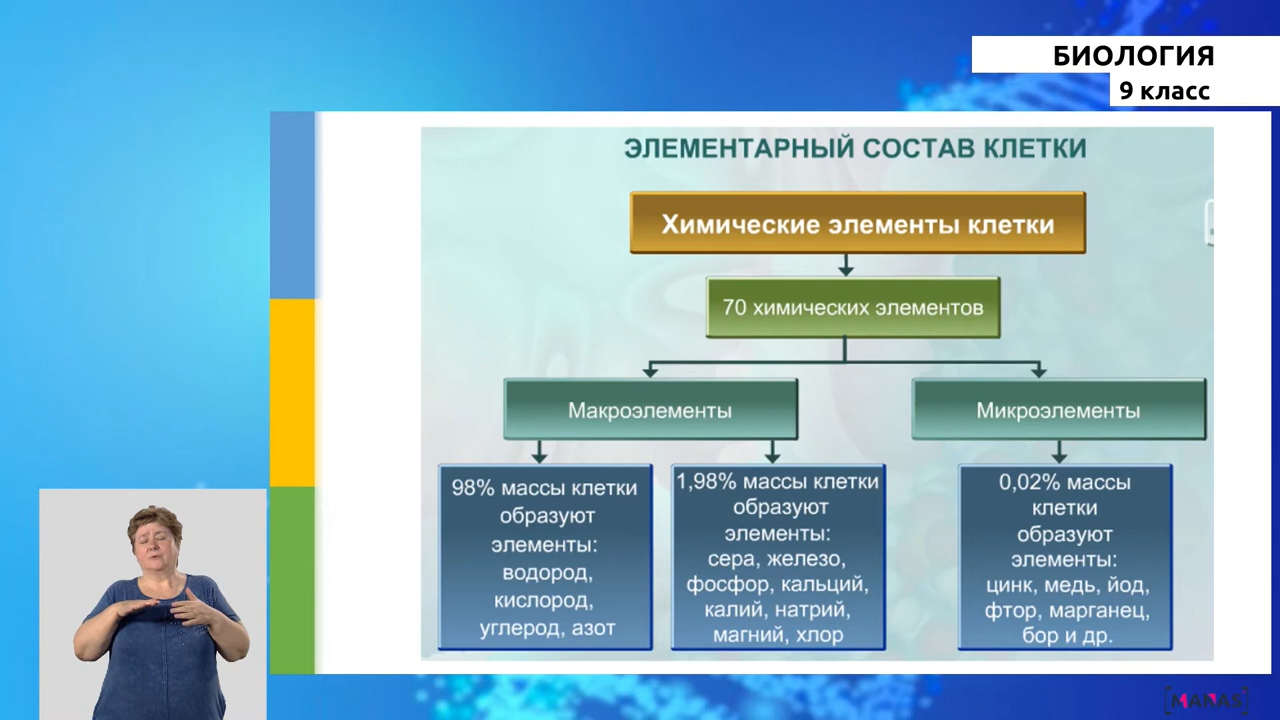 БИОЛОГИЯ
9 класс
ЭЛЕМЕНТАРНЫЙ СОСТАВ КЛЕТКИ
Химические элементы клетки
70 химических элементов
Макроэлементы
Микроэлементы
98% массы клетки
образуют
элементы:
водород,
кислород,
углерод, азот
1,98% массы клетки
образуют
элементы:
сера, железо,
фосфор, кальций,
калий, натрий,
магний, хлор
0,02% массы
клетки
образуют
элементы:
цинк, медь, йод,
фтор, марганец,
бор и др.
MANAS